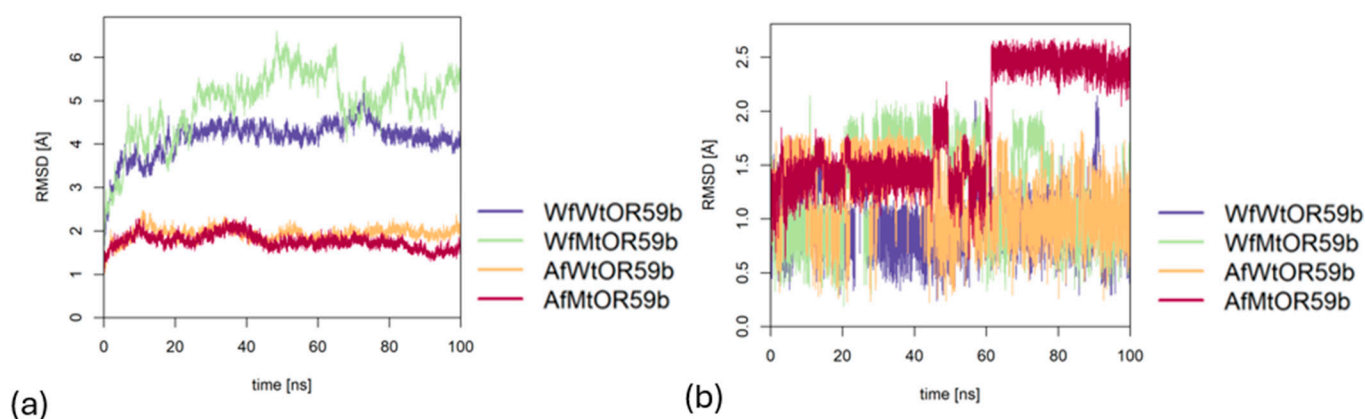 RMSD [Å]
6
5
4
3
2
1
0
0 20 40 60 80 100
time [ns]
WfWtOR59b
WfMtOR59b
AfWtOR59b
AfMtOR59b
(a)
RMSD [Å]
2.5
2.0
1.5
1.0
0.5
0.0
0 20 40 60 80 100
time [ns]
WfWtOR59b
WfMtOR59b
AfWtOR59b
AfMtOR59b
(b)